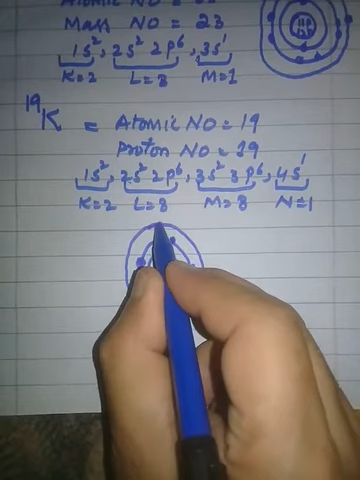 Mass NO = 23
1s², 2s² 2p⁶, 3s¹
K=2 L=8 M=1
¹⁹K = Atomic NO = 19
Proton NO = 19
1s², 2s² 2p⁶, 3s² 3p⁶, 4s¹
K=2 L=8 M=8 N=1